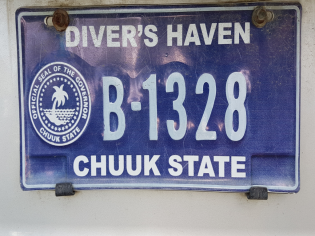 DIVER'S HAVEN
OFFICIAL SEAL OF THE GOVERNOR
CHUUK STATE
B-1328
CHUUK STATE